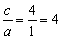 c/a = 4/1 = 4